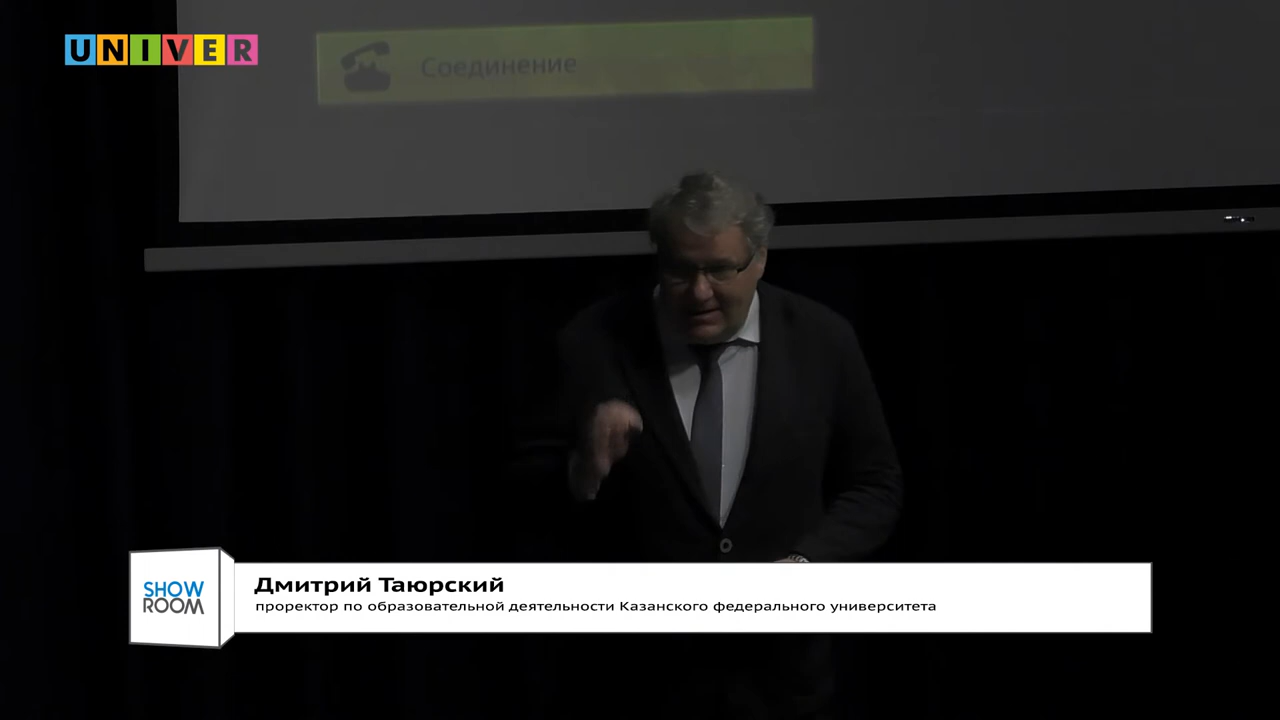 UNIVER
Соединение
SHOW
ROOM
Дмитрий Таюрский
проректор по образовательной деятельности Казанского федерального университета